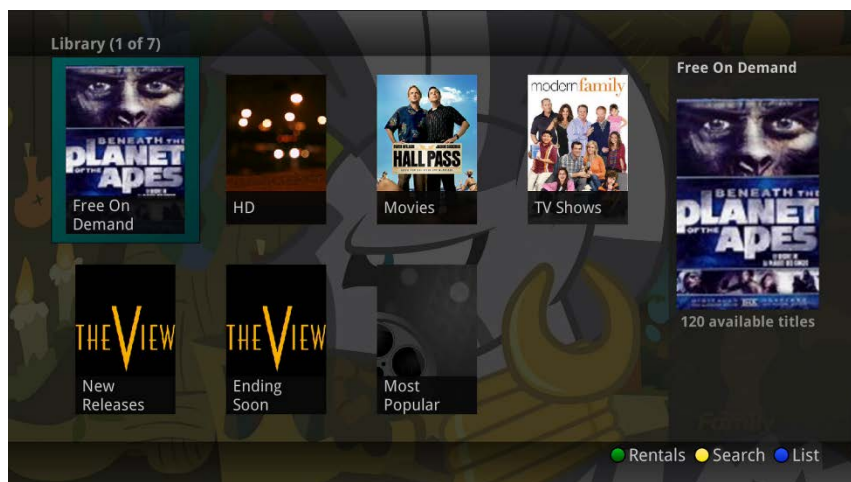 Library (1 of 7)
BENEATH THE
PLANET
OF THE
APES
Free On
Demand
HD
HALL PASS
Movies
modern family
TV Shows
THE VIEW
New
Releases
THE VIEW
Ending
Soon
Most
Popular
Free On Demand
BENEATH THE
PLANET
OF THE
APES
120 available titles
Rentals
Search
List